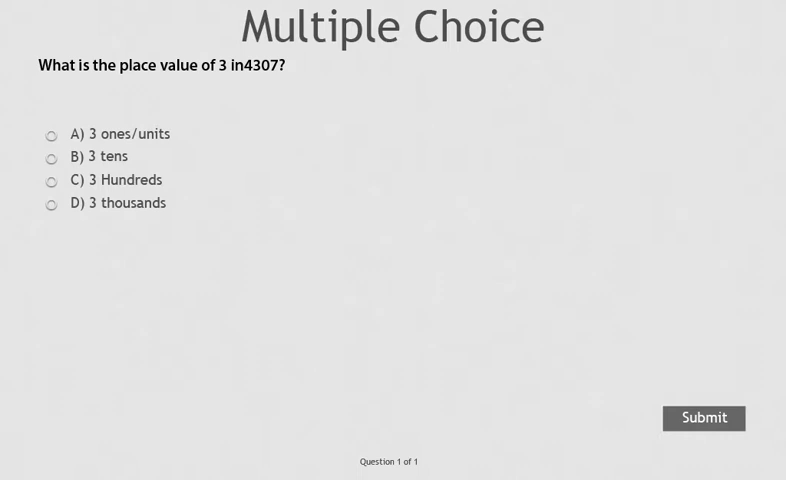 Multiple Choice
What is the place value of 3 in4307?
A) 3 ones/units
B) 3 tens
C) 3 Hundreds
D) 3 thousands
Submit
Question 1 of 1